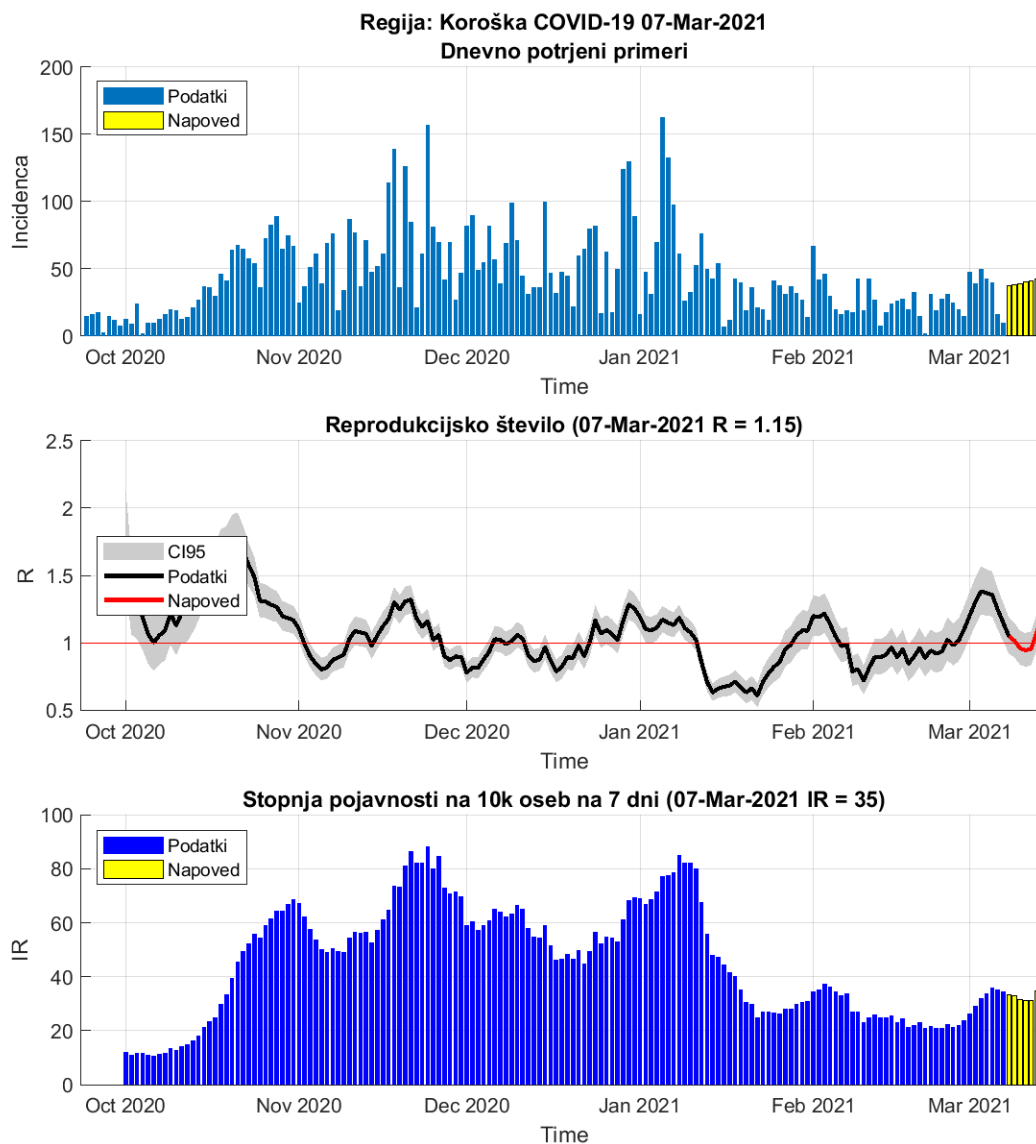 Regija: Koroška COVID-19 07-Mar-2021
Dnevno potrjeni primeri
200
150
100
50
0
Incidenca
Podatki
Napoved
Oct 2020 Nov 2020 Dec 2020 Jan 2021 Feb 2021 Mar 2021
Time
Reprodukcijsko število (07-Mar-2021 R = 1.15)
2.5
2
1.5
1
0.5
R
CI95
Podatki
Napoved
Oct 2020 Nov 2020 Dec 2020 Jan 2021 Feb 2021 Mar 2021
Time
Stopnja pojavnosti na 10k oseb na 7 dni (07-Mar-2021 IR = 35)
100
80
60
40
20
0
IR
Podatki
Napoved
Oct 2020 Nov 2020 Dec 2020 Jan 2021 Feb 2021 Mar 2021
Time